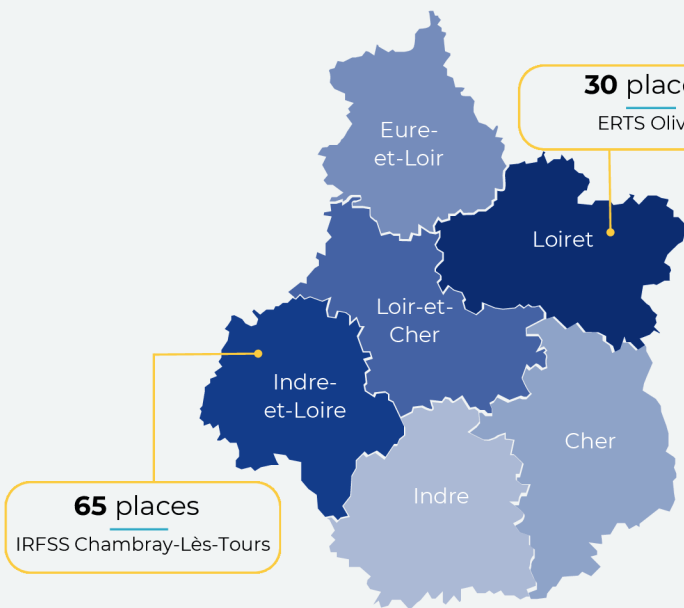 30 place
ERTS Oliv
Eure-
et-Loir
Loiret
Loir-et-
Cher
Indre-
et-Loire
Cher
Indre
65 places
IRFSS Chambray-Lès-Tours